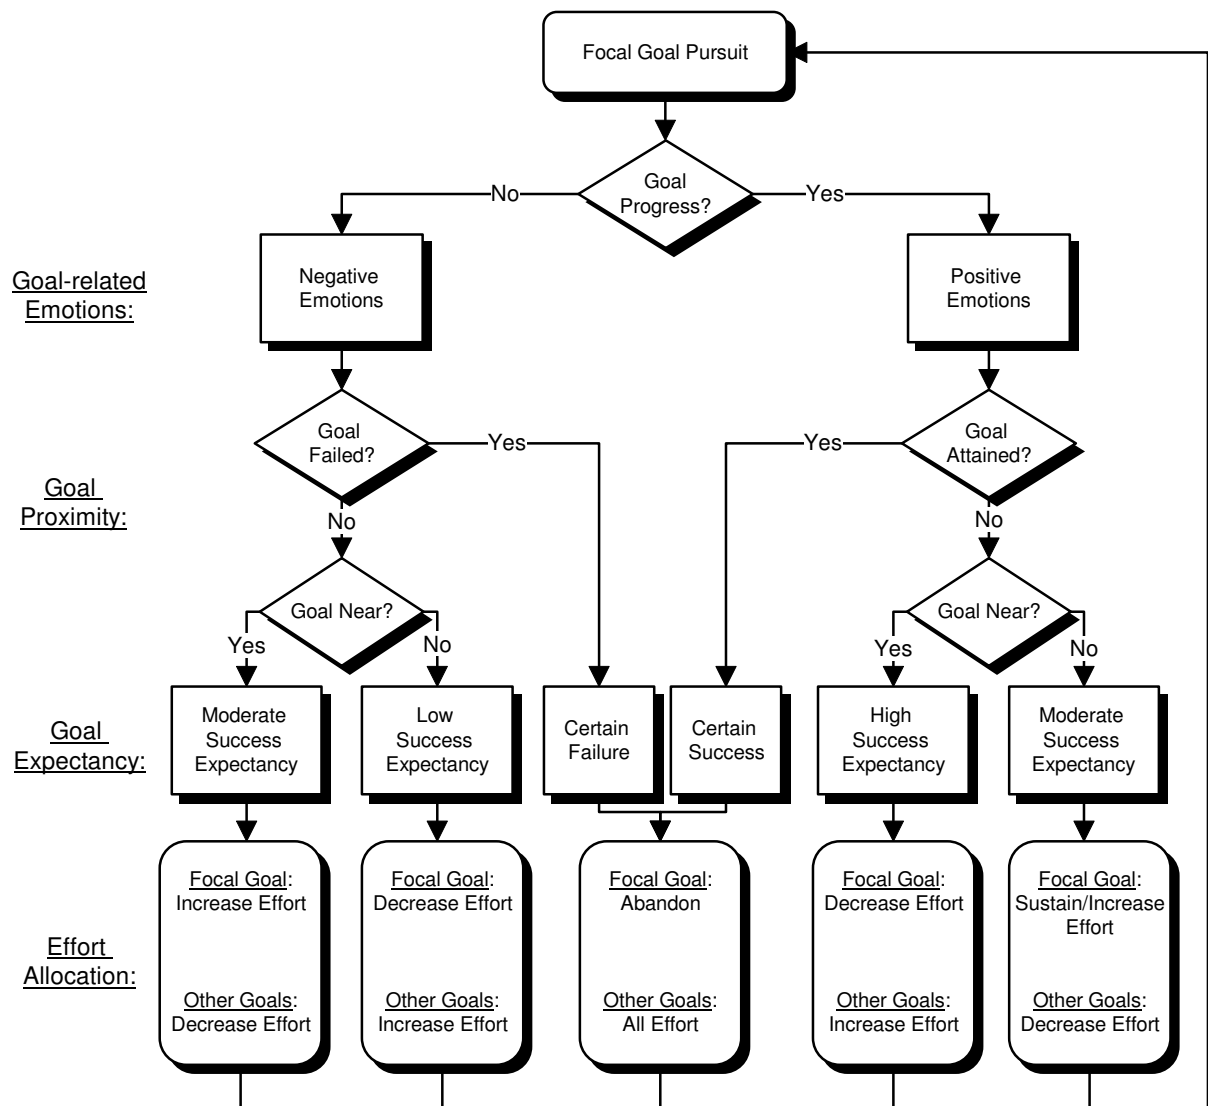 Focal Goal Pursuit
Goal
Progress?
No
Yes
Goal-related
Emotions:
Negative
Emotions
Positive
Emotions
Goal
Proximity:
Goal
Failed?
Yes
No
Goal
Attained?
Yes
No
Goal Near?
Yes
No
Goal Near?
Yes
No
Goal
Expectancy:
Moderate
Success
Expectancy
Low
Success
Expectancy
Certain
Failure
Certain
Success
High
Success
Expectancy
Moderate
Success
Expectancy
Effort
Allocation:
Focal Goal:
Increase Effort
Other Goals:
Decrease Effort
Focal Goal:
Decrease Effort
Other Goals:
Increase Effort
Focal Goal:
Abandon
Other Goals:
All Effort
Focal Goal:
Decrease Effort
Other Goals:
Increase Effort
Focal Goal:
Sustain/Increase
Effort
Other Goals:
Decrease Effort